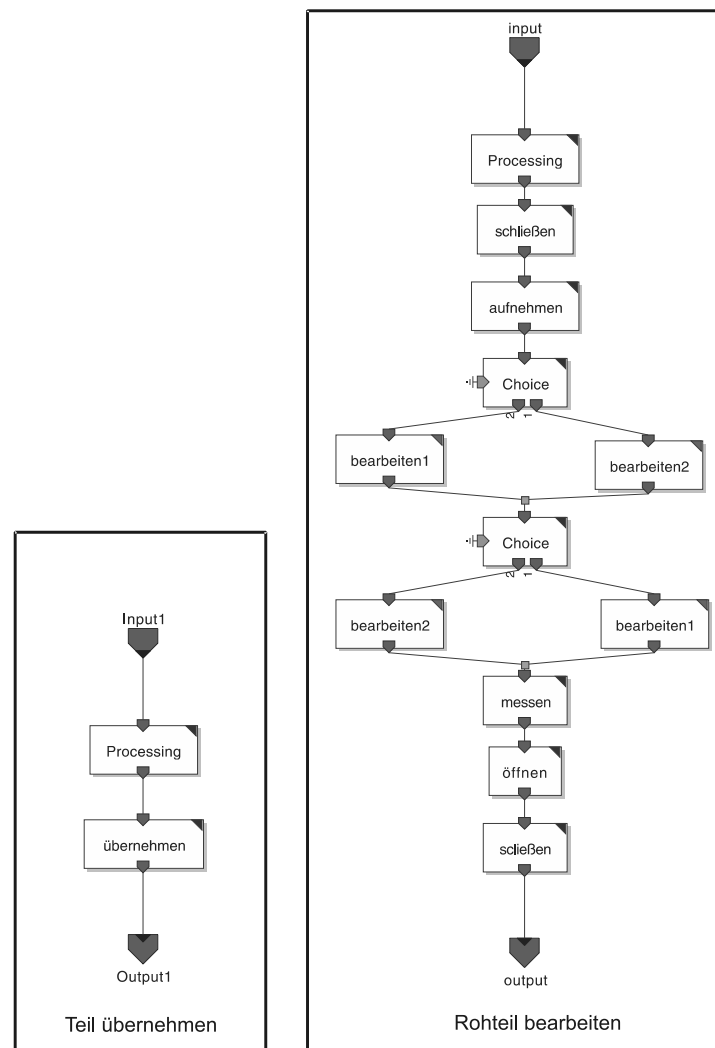 Input1
Processing
übernehmen
Output1
Teil übernehmen
input
Processing
schließen
aufnehmen
Choice
2 1
bearbeiten1 bearbeiten2
Choice
2 1
bearbeiten2 bearbeiten1
messen
öffnen
scließen
output
Rohteil bearbeiten